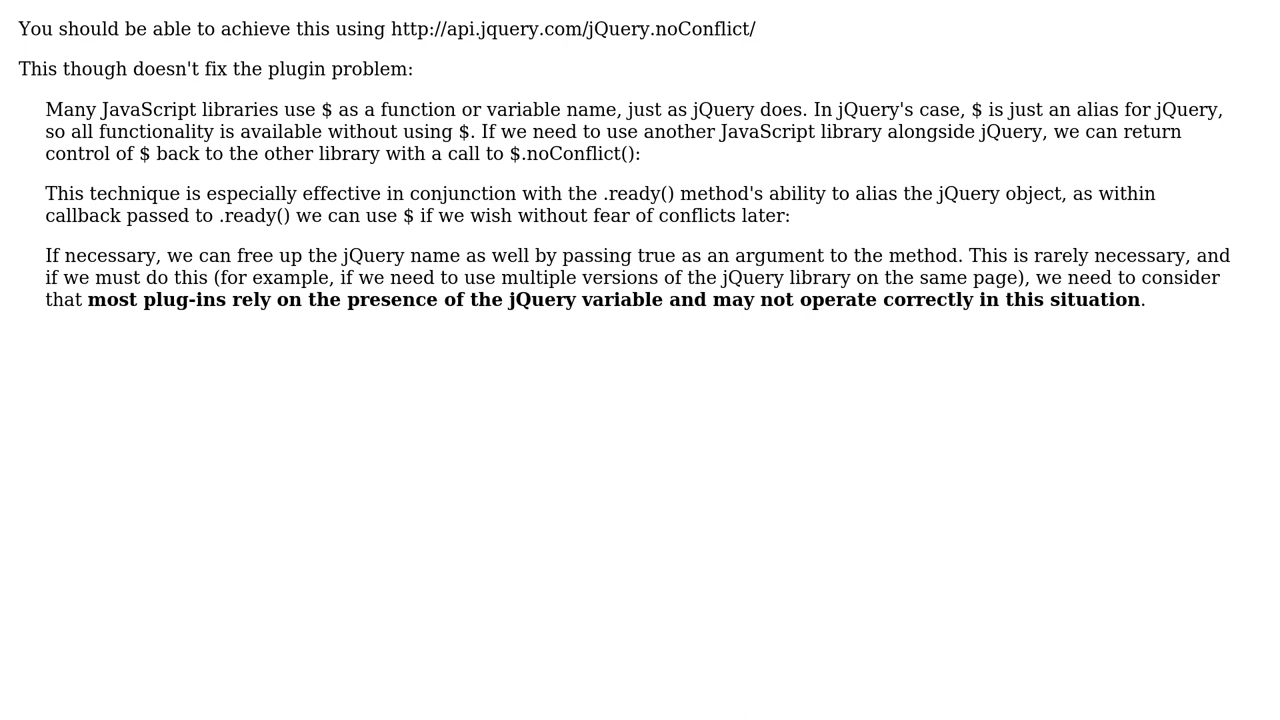 You should be able to achieve this using http://api.jquery.com/jQuery.noConflict/
This though doesn't fix the plugin problem:
Many JavaScript libraries use $ as a function or variable name, just as jQuery does. In jQuery's case, $ is just an alias for jQuery,
so all functionality is available without using $. If we need to use another JavaScript library alongside jQuery, we can return
control of $ back to the other library with a call to $.noConflict():
This technique is especially effective in conjunction with the .ready() method's ability to alias the jQuery object, as within
callback passed to .ready() we can use $ if we wish without fear of conflicts later:
If necessary, we can free up the jQuery name as well by passing true as an argument to the method. This is rarely necessary, and
if we must do this (for example, if we need to use multiple versions of the jQuery library on the same page), we need to consider
that most plug-ins rely on the presence of the jQuery variable and may not operate correctly in this situation.